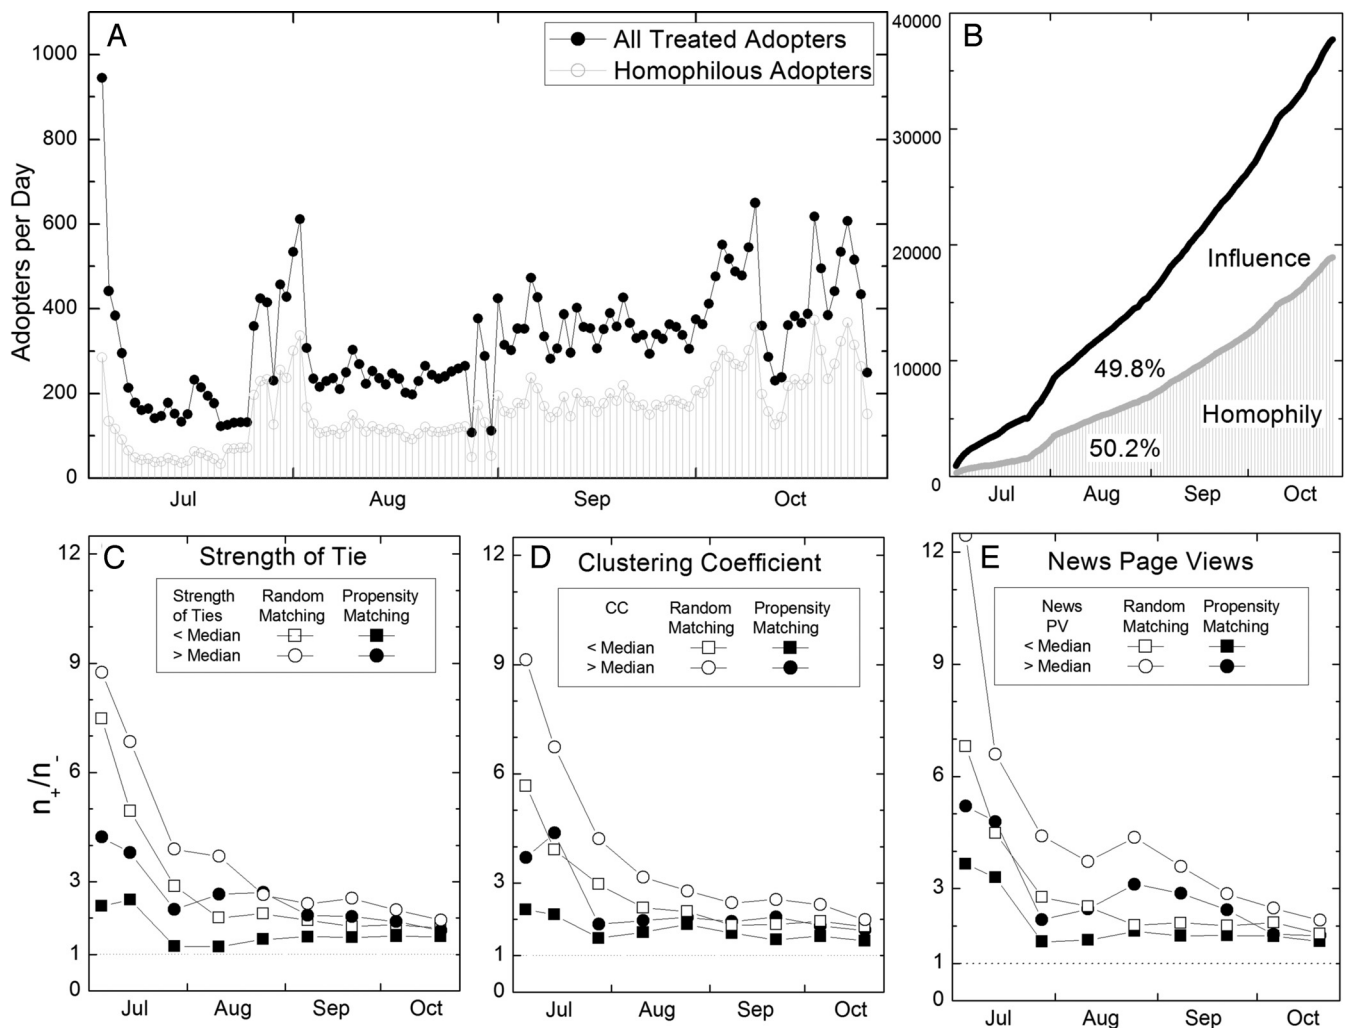 A
All Treated Adopters
Homophilous Adopters
Adopters per Day
1000
800
600
400
200
0
Jul
Aug
Sep
Oct
B
40000
30000
20000
10000
0
Influence
49.8%
Homophily
50.2%
Jul
Aug
Sep
Oct
C
Strength of Tie
Strength Random Propensity
of Ties Matching Matching
< Median
> Median
n+/n-
12
9
6
3
1
0
Jul
Aug
Sep
Oct
D
Clustering Coefficient
CC Random Propensity
Matching Matching
< Median
> Median
12
9
6
3
1
0
Jul
Aug
Sep
Oct
E
News Page Views
News Random Propensity
PV Matching Matching
< Median
> Median
12
9
6
3
1
0
Jul
Aug
Sep
Oct